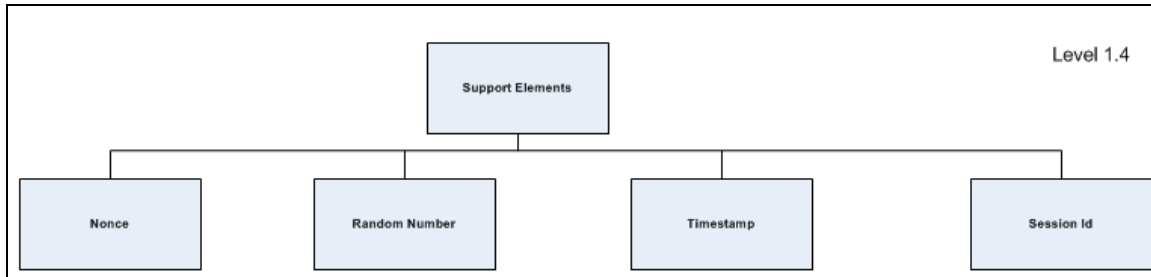 Level 1.4
Support Elements
Nonce
Random Number
Timestamp
Session Id